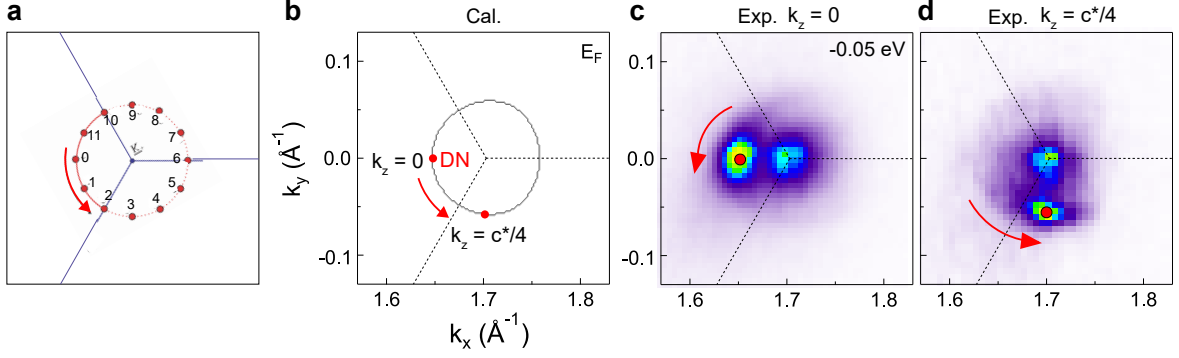 a
b Cal.
c Exp. k_z = 0
d Exp. k_z = c*/4
10
9
8
11
7
0
6
1
5
2
3
4
E_F
-0.05 eV
k_z = 0
DN
k_z = c*/4
k_y (Å⁻¹)
0.1
0.0
-0.1
1.6 1.7 1.8
k_x (Å⁻¹)
0.1
0.0
-0.1
1.6 1.7 1.8
1.6 1.7 1.8